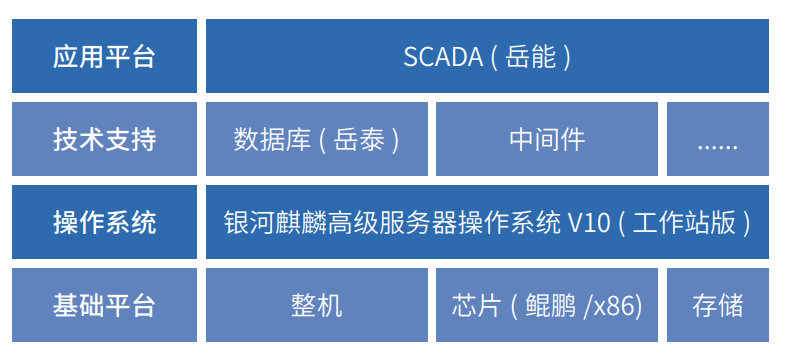 应用平台
SCADA ( 岳能 )
技术支持
数据库 ( 岳泰 )
中间件
......
操作系统
银河麒麟高级服务器操作系统 V10 ( 工作站版 )
基础平台
整机
芯片 ( 鲲鹏 /x86)
存储